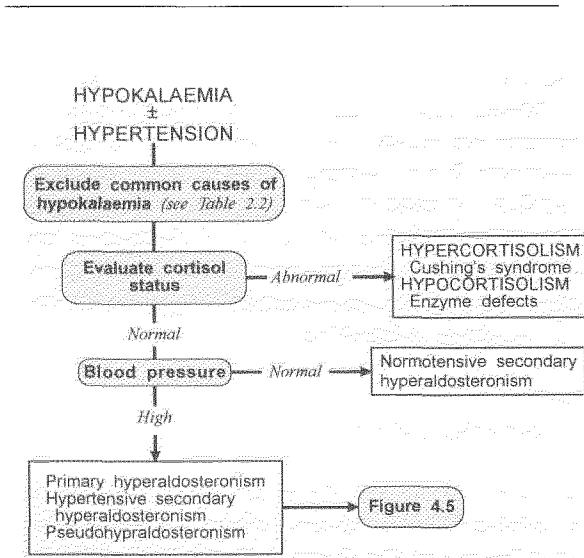 HYPOKALAEMIA
±
HYPERTENSION
Exclude common causes of
hypokalaemia (see Table 2.2)
Evaluate cortisol
status
Abnormal
HYPERCORTISOLISM
Cushing's syndrome
HYPOCORTISOLISM
Enzyme defects
Normal
Blood pressure
Normal
Normotensive secondary
hyperaldosteronism
High
Primary hyperaldosteronism
Hypertensive secondary
hyperaldosteronism
Pseudohypraldosteronism
Figure 4.5